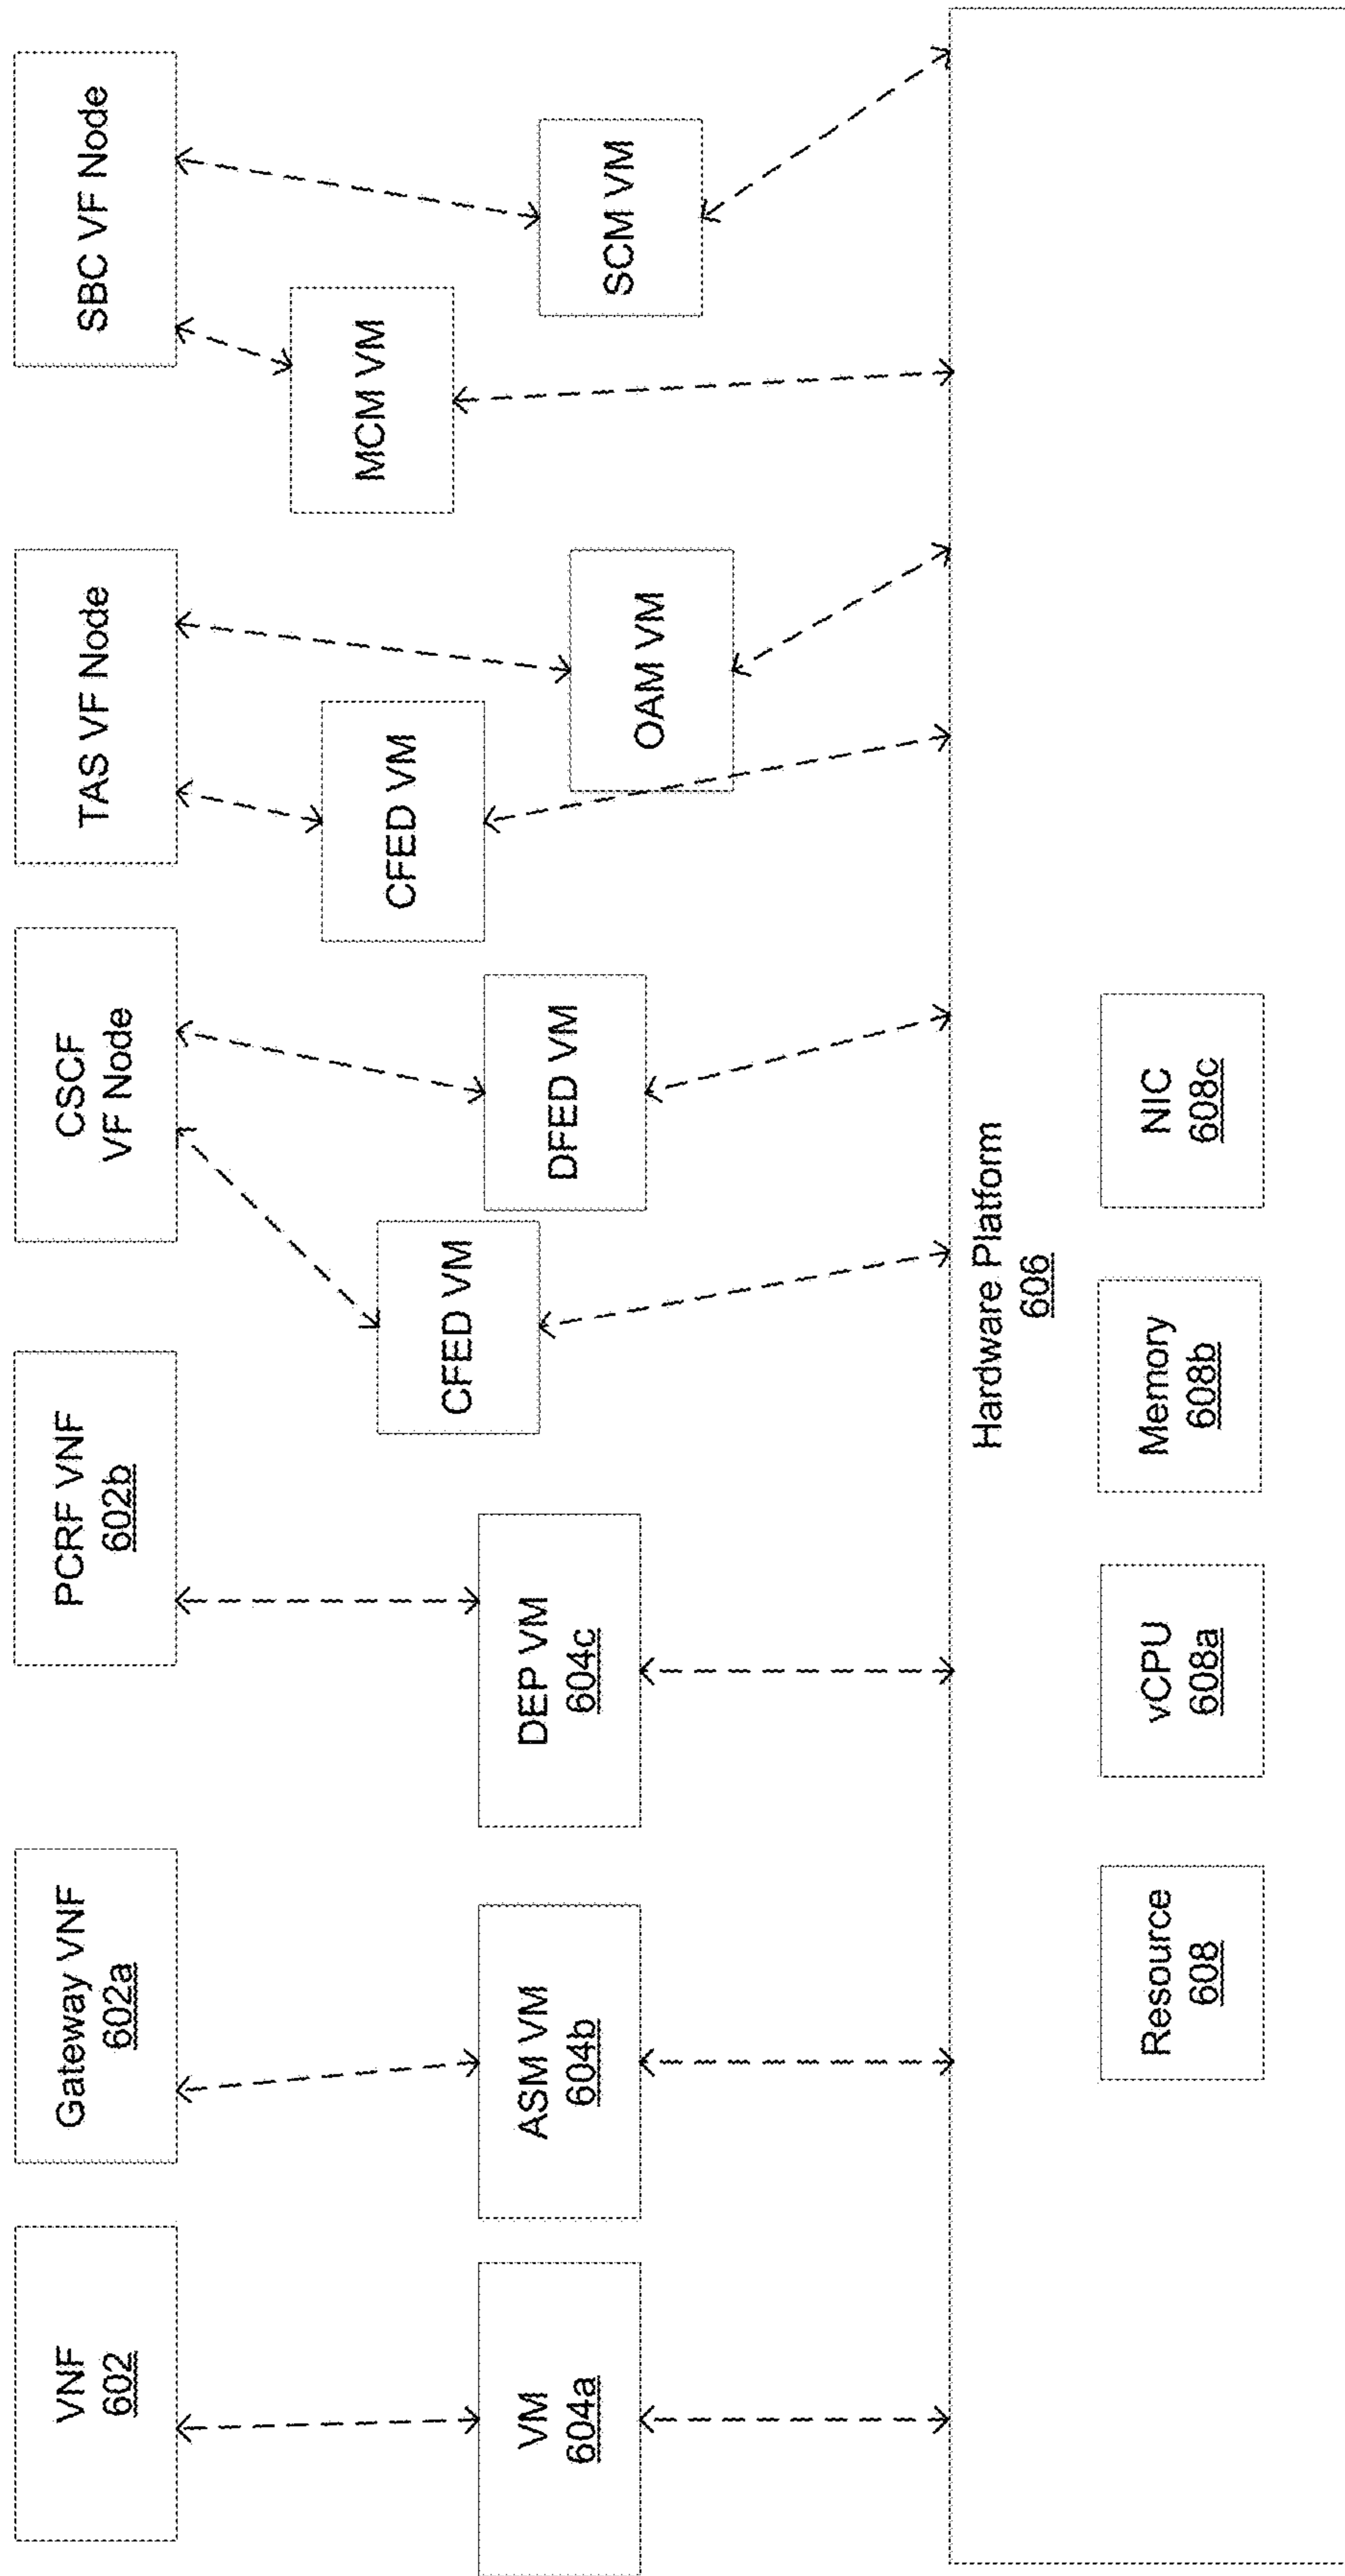 VNF
602
Gateway VNF
602a
PCRF VNF
602b
CSCF
VF Node
TAS VF Node
SBC VF Node
VM
604a
ASM VM
604b
DEP VM
604c
CFED VM
DFED VM
CFED VM
OAM VM
MCM VM
SCM VM
Hardware Platform
606
Resource
608
vCPU
608a
Memory
608b
NIC
608c